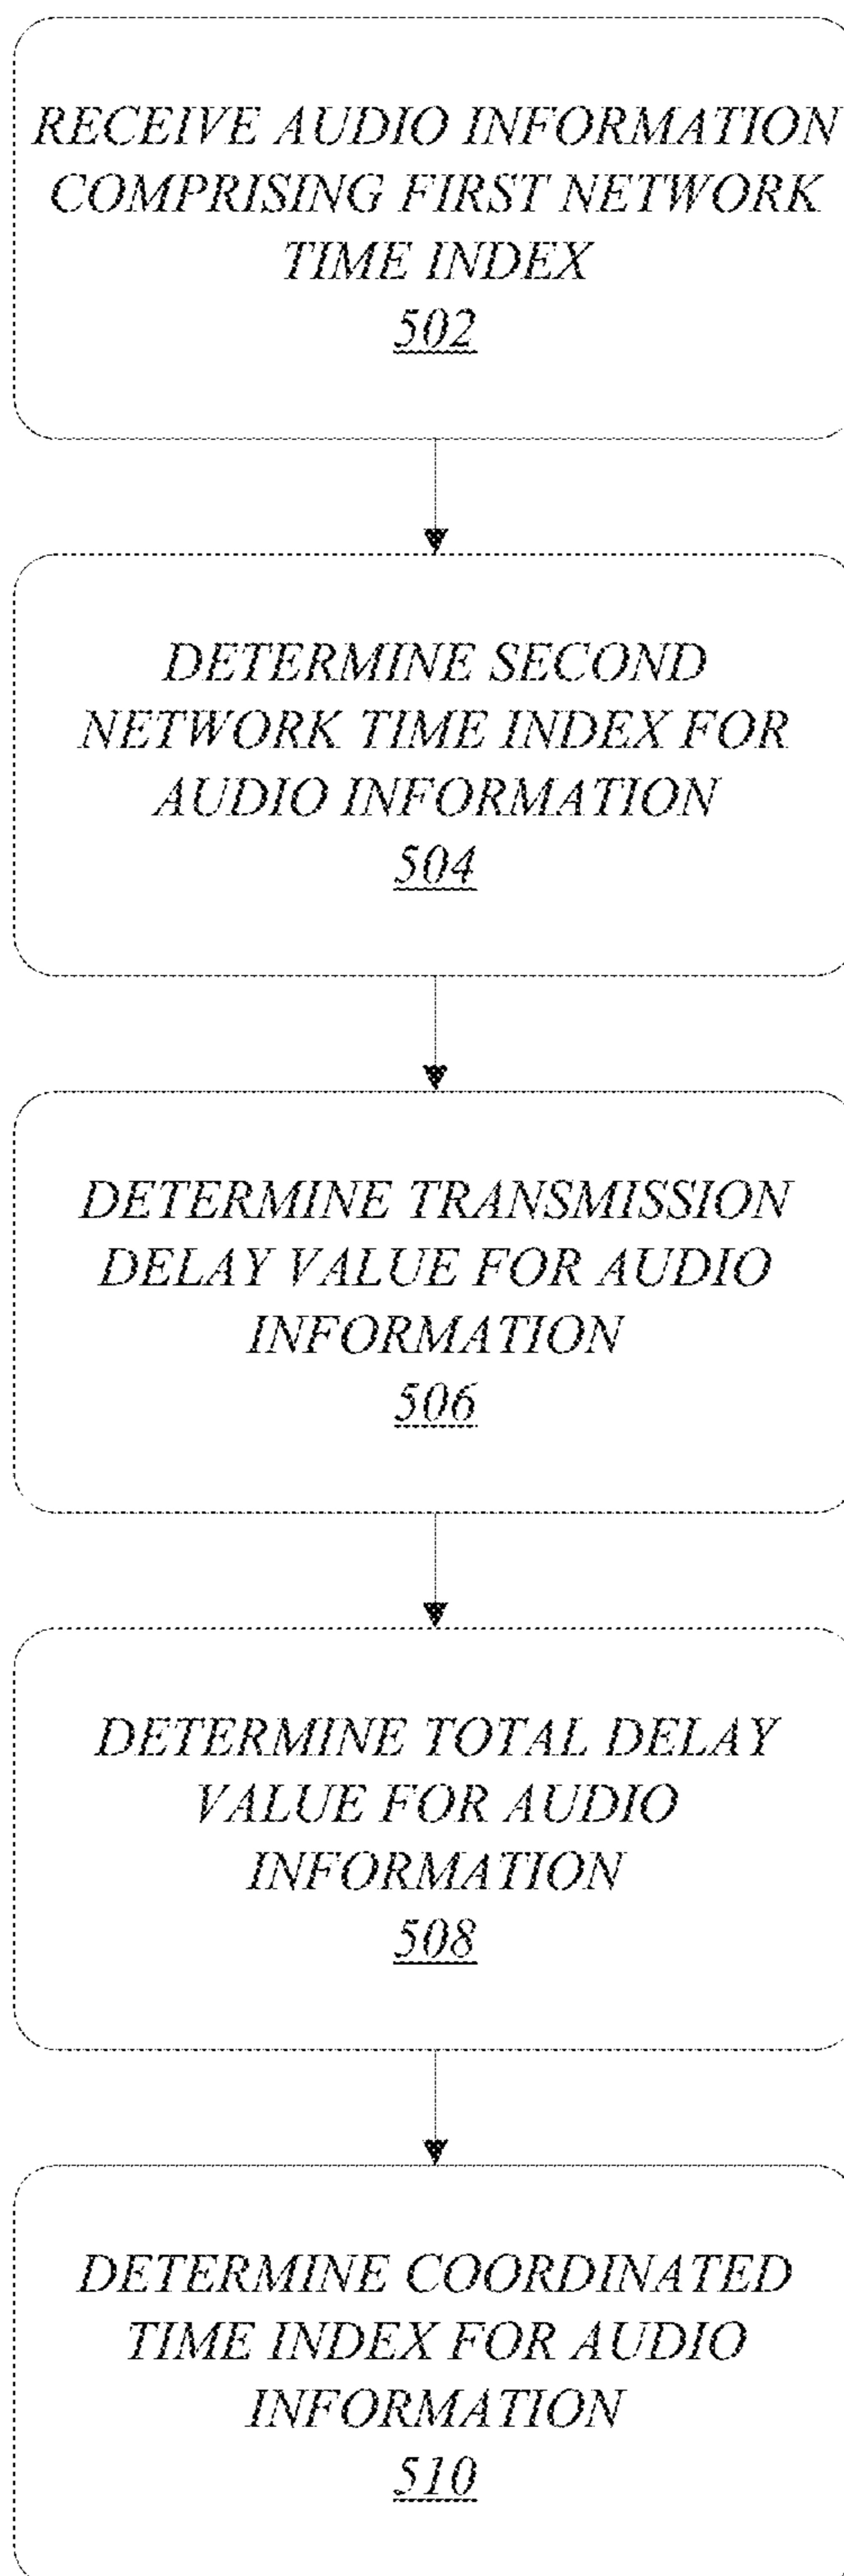 RECEIVE AUDIO INFORMATION
COMPRISING FIRST NETWORK
TIME INDEX
502
DETERMINE SECOND
NETWORK TIME INDEX FOR
AUDIO INFORMATION
504
DETERMINE TRANSMISSION
DELAY VALUE FOR AUDIO
INFORMATION
506
DETERMINE TOTAL DELAY
VALUE FOR AUDIO
INFORMATION
508
DETERMINE COORDINATED
TIME INDEX FOR AUDIO
INFORMATION
510